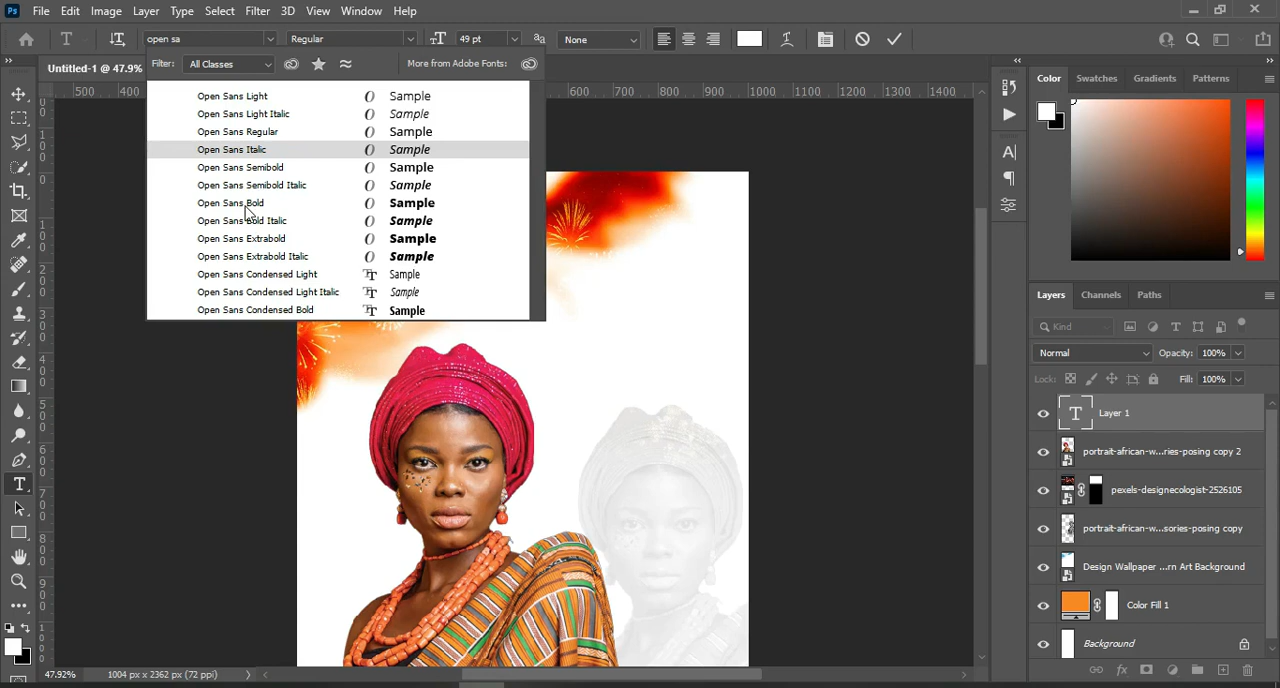 Ps File Edit Image Layer Type Select Filter 3D View Window Help
T open sa Regular 49 pt aa None
Filter: All Classes More from Adobe Fonts:
Untitled-1 @ 47.9%
500 400 600 700 800 900 1000 1100 1200 1300 1400
Open Sans Light Sample
Open Sans Light Italic Sample
Open Sans Regular Sample
Open Sans Italic Sample
Open Sans Semibold Sample
Open Sans Semibold Italic Sample
Open Sans Bold Sample
Open Sans Bold Italic Sample
Open Sans Extrabold Sample
Open Sans Extrabold Italic Sample
Open Sans Condensed Light Sample
Open Sans Condensed Light Italic Sample
Open Sans Condensed Bold Sample
Color Swatches Gradients Patterns
Layers Channels Paths
Kind
Normal Opacity: 100%
Lock: Fill: 100%
T Layer 1
portrait-african-w...ries-posing copy 2
pexels-designecologist-2526105
portrait-african-w...sories-posing copy
Design Wallpaper ...rn Art Background
Color Fill 1
Background
47.92% 1004 px x 2362 px (72 ppi)